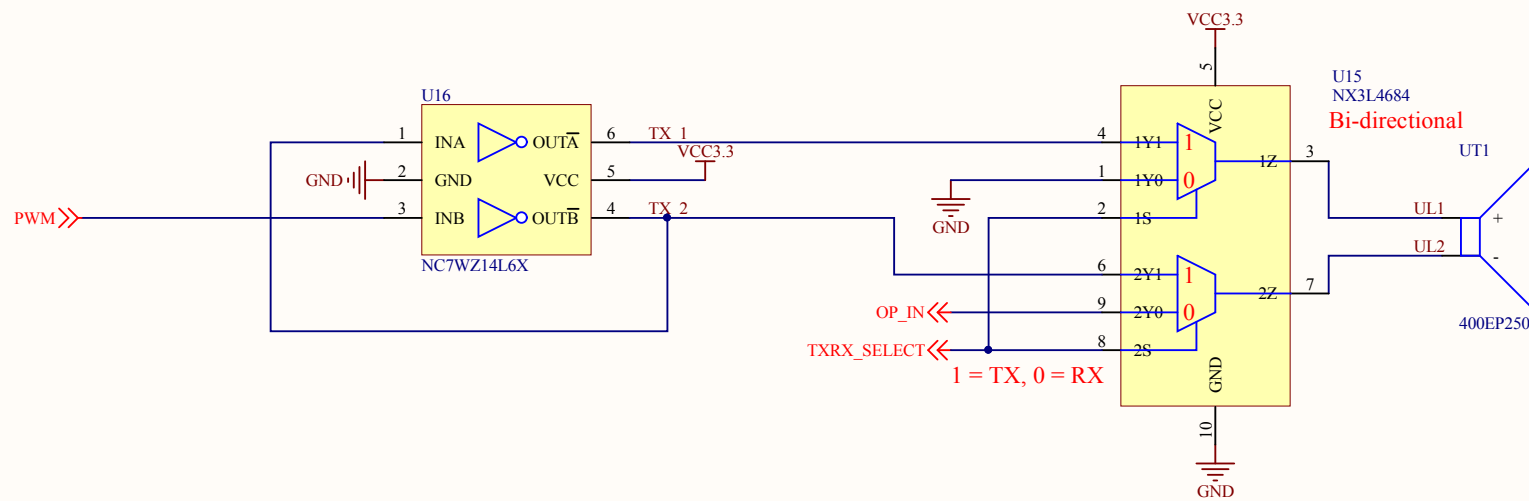 VCC3.3
U15
NX3L4684
Bi-directional
UT1
U16
5
VCC
1 INA OUTA 6 TX_1
4 1Y1 1
1Z 3
GND 2 GND VCC 5 VCC3.3
1 1Y0 0
GND
PWM 3 INB OUTB 4 TX_2
2 1S
UL1 +
UL2 -
NC7WZ14L6X
6 2Y1 1
2Z 7
OP_IN 9 2Y0 0
400EP250
TXRX_SELECT 8 2S
1 = TX, 0 = RX
GND
10
GND